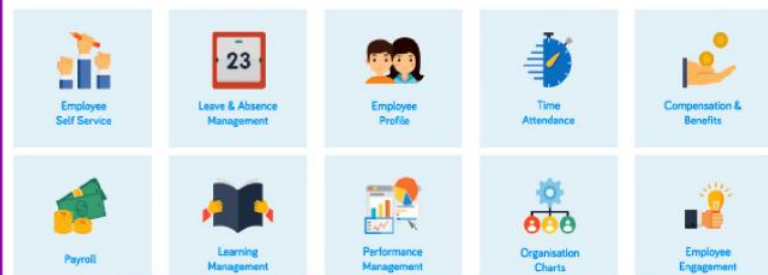 23
Employee
Self Service
Leave & Absence
Management
Employee
Profile
Time
Attendance
Compensation &
Benefits
Payroll
Learning
Management
Performance
Management
Organisation
Charts
Employee
Engagement